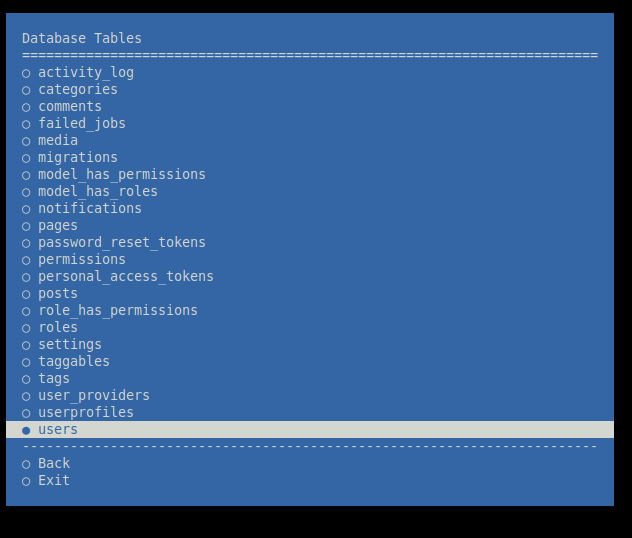 Database Tables
========================================================================
○ activity_log
○ categories
○ comments
○ failed_jobs
○ media
○ migrations
○ model_has_permissions
○ model_has_roles
○ notifications
○ pages
○ password_reset_tokens
○ permissions
○ personal_access_tokens
○ posts
○ role_has_permissions
○ roles
○ settings
○ taggables
○ tags
○ user_providers
○ userprofiles
● users
------------------------------------------------------------------------
○ Back
○ Exit